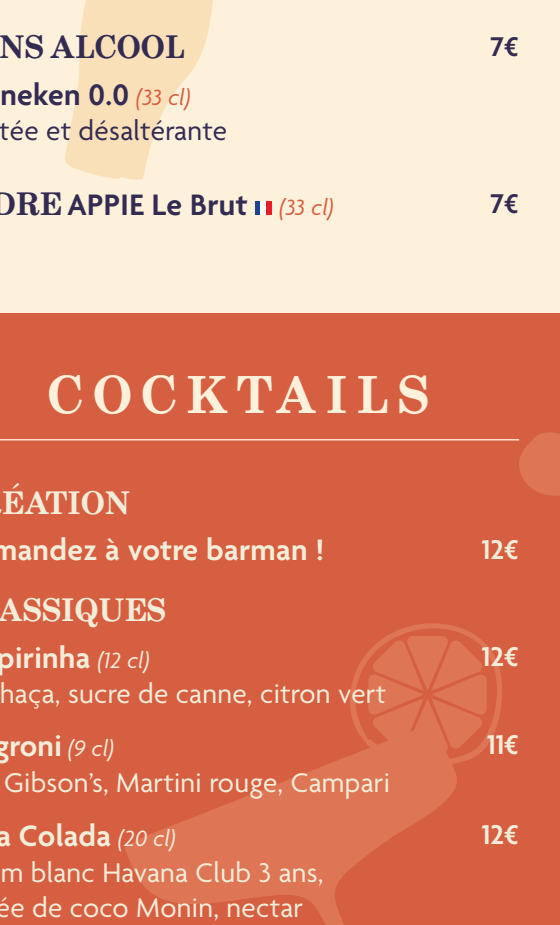 NS ALCOOL 7€
neken 0.0 (33 cl)
tée et désaltérante
DRE APPIE Le Brut (33 cl) 7€
COCKTAILS
ÉATION
mandez à votre barman ! 12€
ASSIQUES
pirinha (12 cl) 12€
haça, sucre de canne, citron vert
groni (9 cl) 11€
Gibson’s, Martini rouge, Campari
a Colada (20 cl) 12€
m blanc Havana Club 3 ans,
ée de coco Monin, nectar